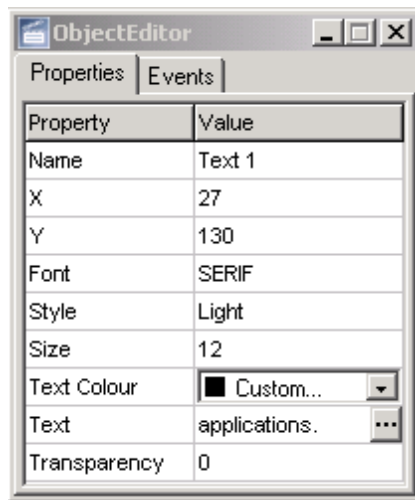 ObjectEditor
Properties Events
Property Value
Name Text 1
X 27
Y 130
Font SERIF
Style Light
Size 12
Text Colour Custom...
Text applications. ...
Transparency 0